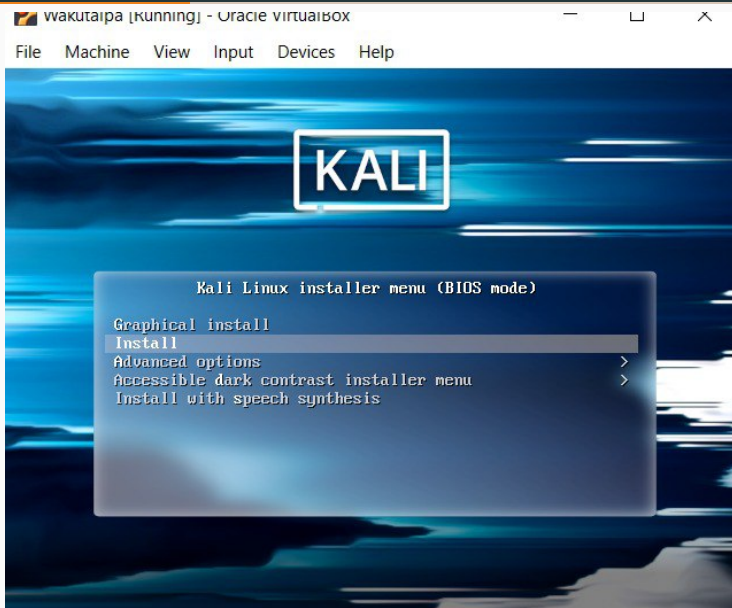 Wakutaipa [Running] - Oracle VirtualBox
File Machine View Input Devices Help
KALI
Kali Linux installer menu (BIOS mode)
Graphical install
Install
Advanced options >
Accessible dark contrast installer menu >
Install with speech synthesis